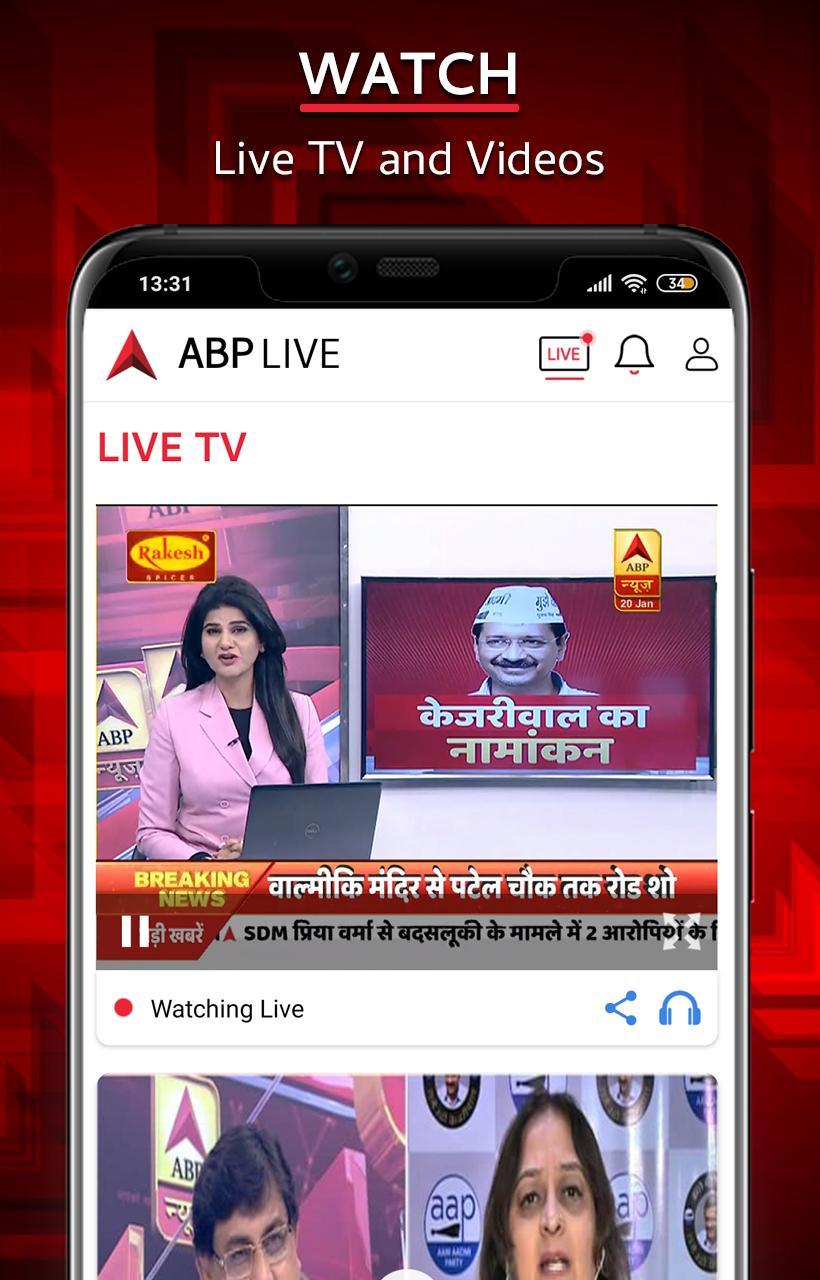 WATCH
Live TV and Videos
13:31
34
ABP LIVE
LIVE
LIVE TV
ABP
Rakesh
SPICES
ABP
न्यूज़
20 Jan
केजरीवाल का
नामांकन
ABP
न्यूज़
BREAKING
NEWS
वाल्मीकि मंदिर से पटेल चौक तक रोड शो
ड़ी खबरें
SDM प्रिया वर्मा से बदसलूकी के मामले में 2 आरोपियों के
Watching Live
AB
aap
AAM AADMI
PARTY
ap